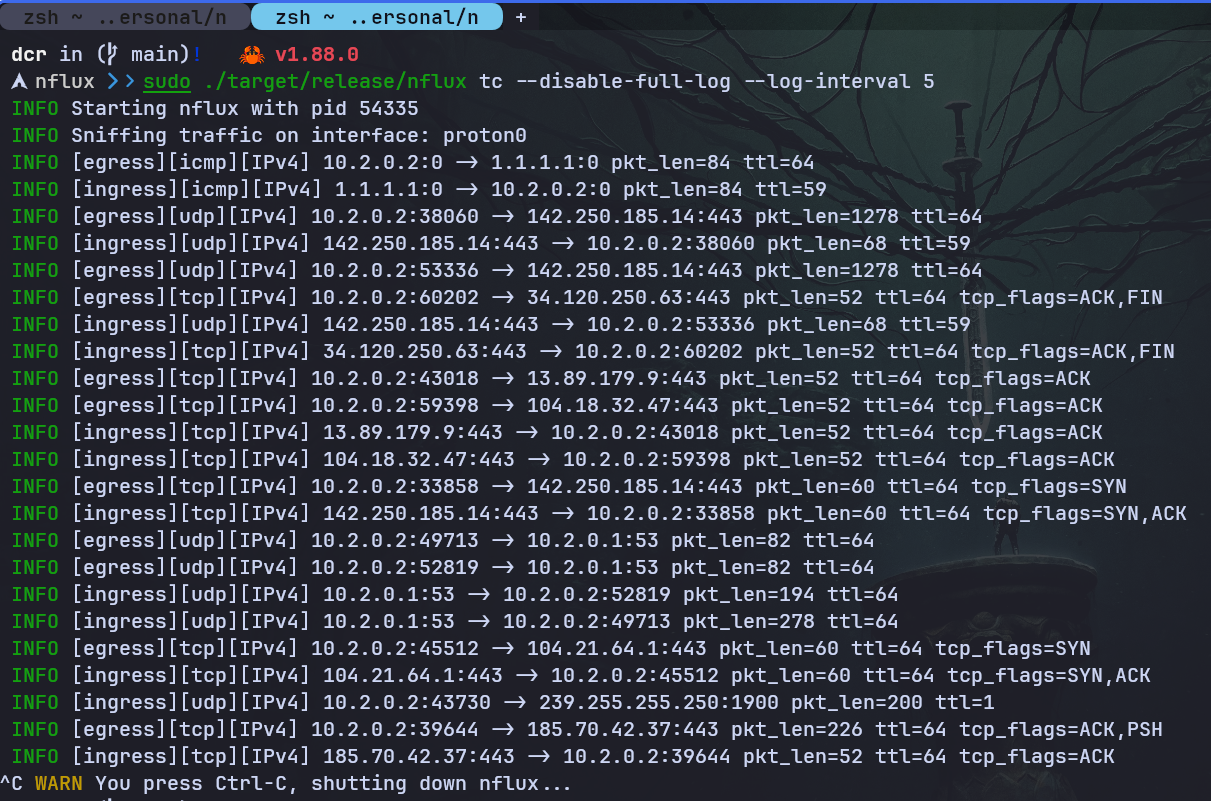 zsh ~ ..ersonal/n zsh ~ ..ersonal/n +
dcr in (main)! 🦀 v1.88.0
nflux >> sudo ./target/release/nflux tc --disable-full-log --log-interval 5
INFO Starting nflux with pid 54335
INFO Sniffing traffic on interface: proton0
INFO [egress][icmp][IPv4] 10.2.0.2:0 → 1.1.1.1:0 pkt_len=84 ttl=64
INFO [ingress][icmp][IPv4] 1.1.1.1:0 → 10.2.0.2:0 pkt_len=84 ttl=59
INFO [egress][udp][IPv4] 10.2.0.2:38060 → 142.250.185.14:443 pkt_len=1278 ttl=64
INFO [ingress][udp][IPv4] 142.250.185.14:443 → 10.2.0.2:38060 pkt_len=68 ttl=59
INFO [egress][udp][IPv4] 10.2.0.2:53336 → 142.250.185.14:443 pkt_len=1278 ttl=64
INFO [egress][tcp][IPv4] 10.2.0.2:60202 → 34.120.250.63:443 pkt_len=52 ttl=64 tcp_flags=ACK,FIN
INFO [ingress][udp][IPv4] 142.250.185.14:443 → 10.2.0.2:53336 pkt_len=68 ttl=59
INFO [ingress][tcp][IPv4] 34.120.250.63:443 → 10.2.0.2:60202 pkt_len=52 ttl=64 tcp_flags=ACK,FIN
INFO [egress][tcp][IPv4] 10.2.0.2:43018 → 13.89.179.9:443 pkt_len=52 ttl=64 tcp_flags=ACK
INFO [egress][tcp][IPv4] 10.2.0.2:59398 → 104.18.32.47:443 pkt_len=52 ttl=64 tcp_flags=ACK
INFO [ingress][tcp][IPv4] 13.89.179.9:443 → 10.2.0.2:43018 pkt_len=52 ttl=64 tcp_flags=ACK
INFO [ingress][tcp][IPv4] 104.18.32.47:443 → 10.2.0.2:59398 pkt_len=52 ttl=64 tcp_flags=ACK
INFO [egress][tcp][IPv4] 10.2.0.2:33858 → 142.250.185.14:443 pkt_len=60 ttl=64 tcp_flags=SYN
INFO [ingress][tcp][IPv4] 142.250.185.14:443 → 10.2.0.2:33858 pkt_len=60 ttl=64 tcp_flags=SYN,ACK
INFO [egress][udp][IPv4] 10.2.0.2:49713 → 10.2.0.1:53 pkt_len=82 ttl=64
INFO [egress][udp][IPv4] 10.2.0.2:52819 → 10.2.0.1:53 pkt_len=82 ttl=64
INFO [ingress][udp][IPv4] 10.2.0.1:53 → 10.2.0.2:52819 pkt_len=194 ttl=64
INFO [ingress][udp][IPv4] 10.2.0.1:53 → 10.2.0.2:49713 pkt_len=278 ttl=64
INFO [egress][tcp][IPv4] 10.2.0.2:45512 → 104.21.64.1:443 pkt_len=60 ttl=64 tcp_flags=SYN
INFO [ingress][tcp][IPv4] 104.21.64.1:443 → 10.2.0.2:45512 pkt_len=60 ttl=64 tcp_flags=SYN,ACK
INFO [ingress][udp][IPv4] 10.2.0.2:43730 → 239.255.255.250:1900 pkt_len=200 ttl=1
INFO [egress][tcp][IPv4] 10.2.0.2:39644 → 185.70.42.37:443 pkt_len=226 ttl=64 tcp_flags=ACK,PSH
INFO [ingress][tcp][IPv4] 185.70.42.37:443 → 10.2.0.2:39644 pkt_len=52 ttl=64 tcp_flags=ACK
^C WARN You press Ctrl-C, shutting down nflux...